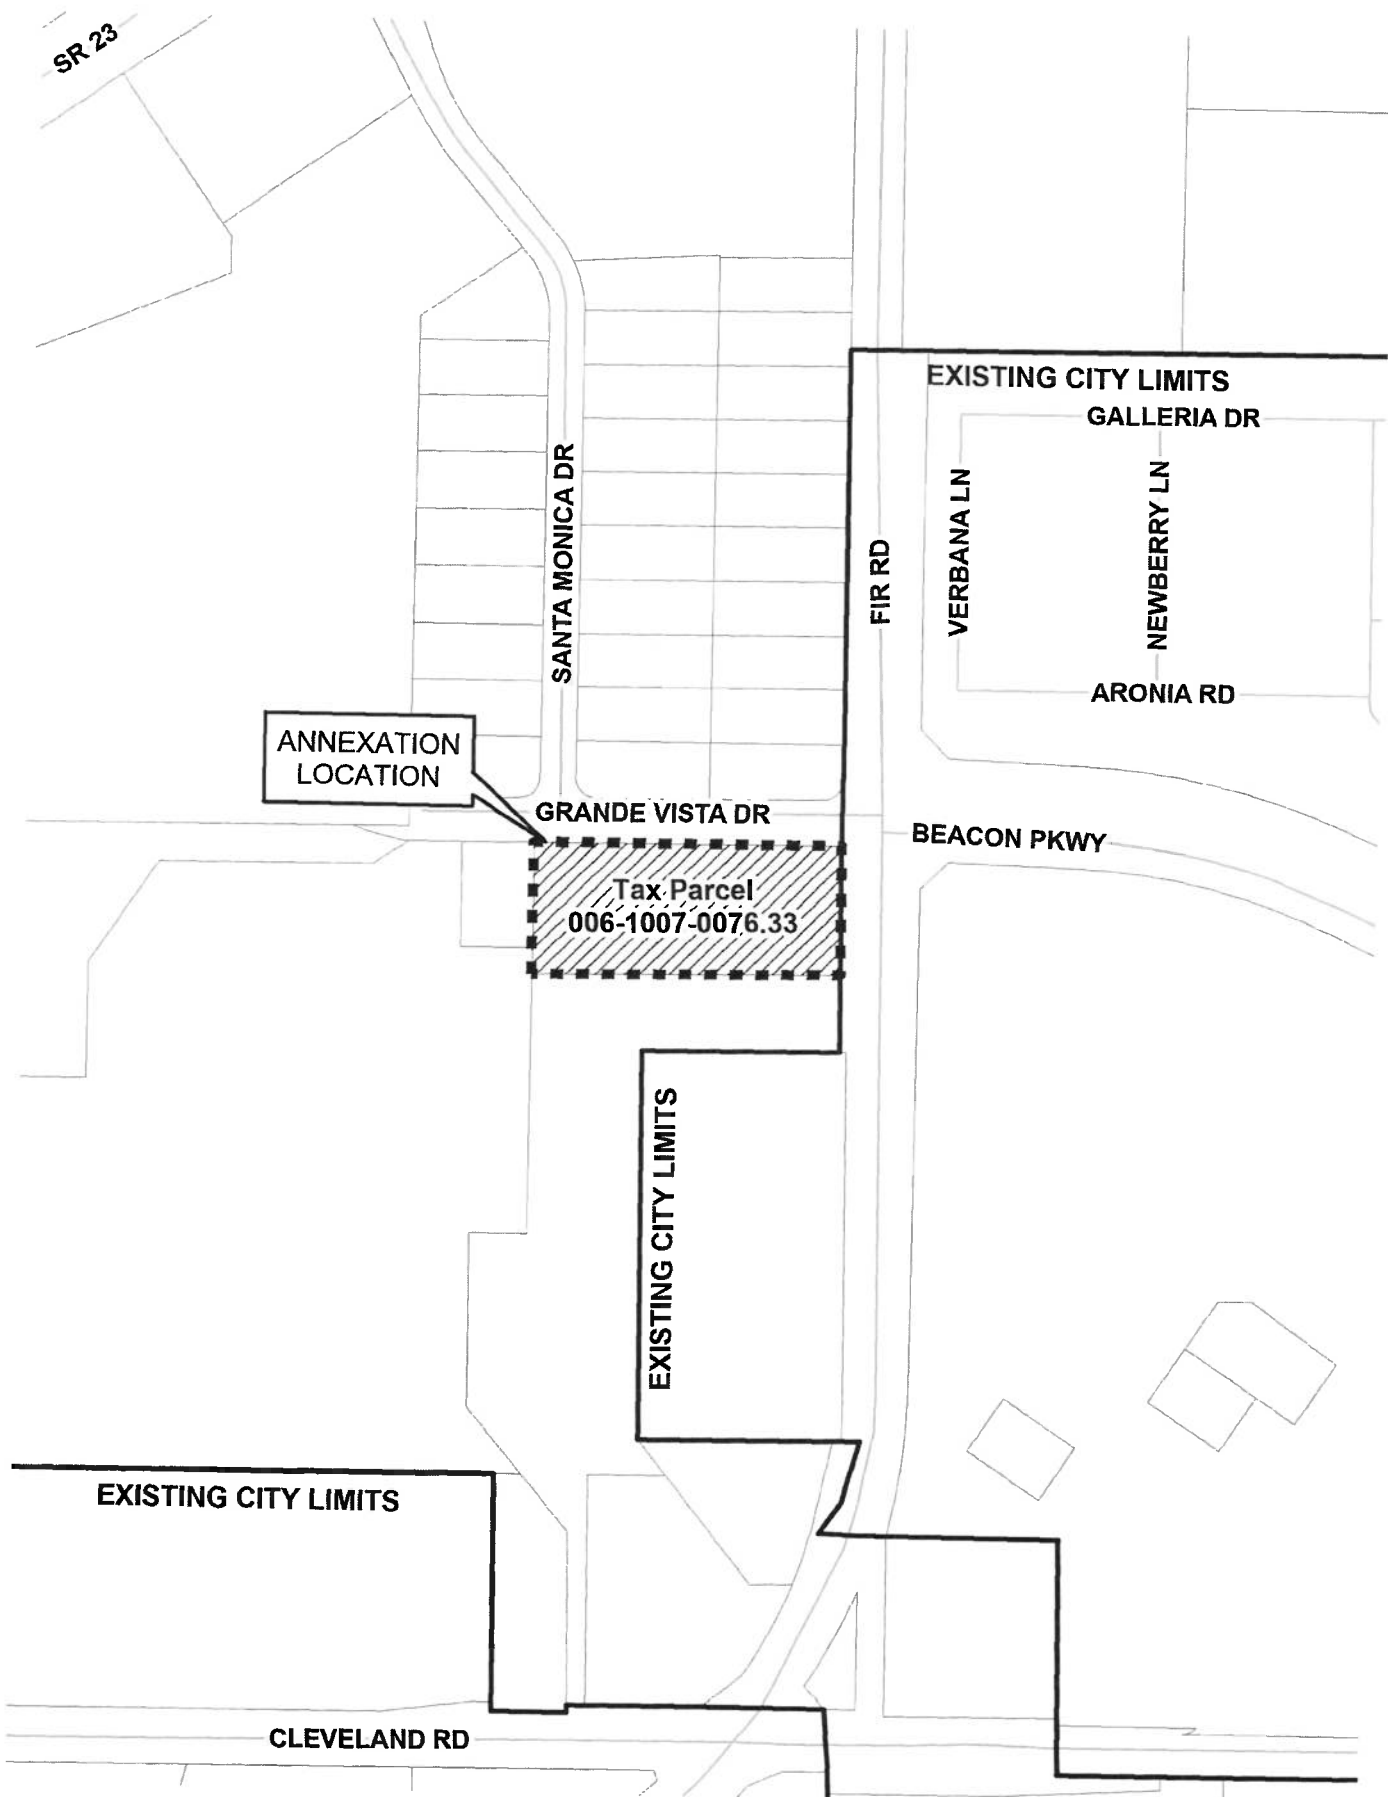 SR 23
EXISTING CITY LIMITS
GALLERIA DR
SANTA MONICA DR
FIR RD
VERBANA LN
NEWBERRY LN
ARONIA RD
ANNEXATION
LOCATION
GRANDE VISTA DR
BEACON PKWY
Tax Parcel
006-1007-0076.33
EXISTING CITY LIMITS
EXISTING CITY LIMITS
CLEVELAND RD